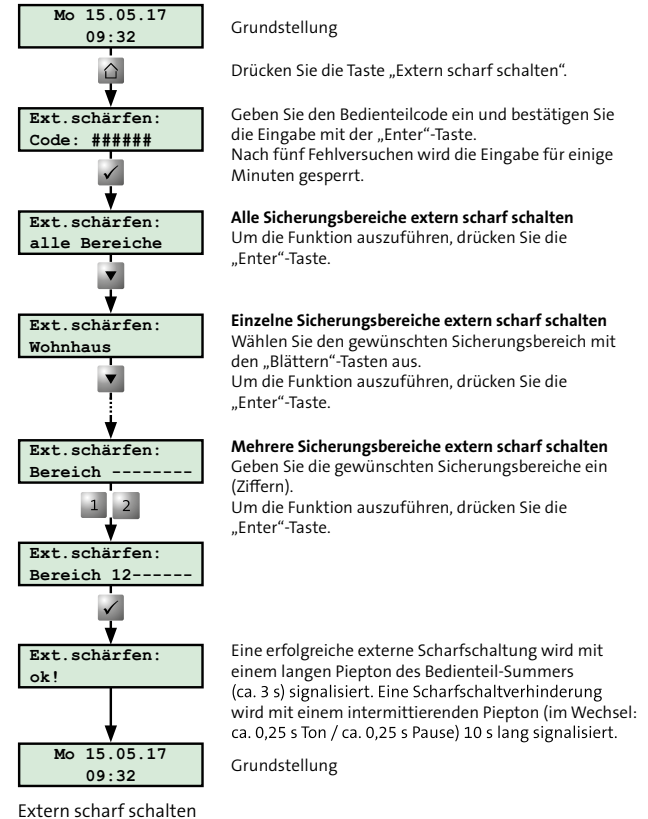 Mo 15.05.17
09:32
Grundstellung
Drücken Sie die Taste „Extern scharf schalten“.
Ext.schärfen:
Code: ######
Geben Sie den Bedienteilcode ein und bestätigen Sie
die Eingabe mit der „Enter“-Taste.
Nach fünf Fehlversuchen wird die Eingabe für einige
Minuten gesperrt.
Ext.schärfen:
alle Bereiche
Alle Sicherungsbereiche extern scharf schalten
Um die Funktion auszuführen, drücken Sie die
„Enter“-Taste.
Ext.schärfen:
Wohnhaus
Einzelne Sicherungsbereiche extern scharf schalten
Wählen Sie den gewünschten Sicherungsbereich mit
den „Blättern“-Tasten aus.
Um die Funktion auszuführen, drücken Sie die
„Enter“-Taste.
Ext.schärfen:
Bereich --------
Mehrere Sicherungsbereiche extern scharf schalten
Geben Sie die gewünschten Sicherungsbereiche ein
(Ziffern).
Um die Funktion auszuführen, drücken Sie die
„Enter“-Taste.
1 2
Ext.schärfen:
Bereich 12------
Ext.schärfen:
ok!
Eine erfolgreiche externe Scharfschaltung wird mit
einem langen Piepton des Bedienteil-Summers
(ca. 3 s) signalisiert. Eine Scharfschaltverhinderung
wird mit einem intermittierenden Piepton (im Wechsel:
ca. 0,25 s Ton / ca. 0,25 s Pause) 10 s lang signalisiert.
Mo 15.05.17
09:32
Grundstellung
Extern scharf schalten